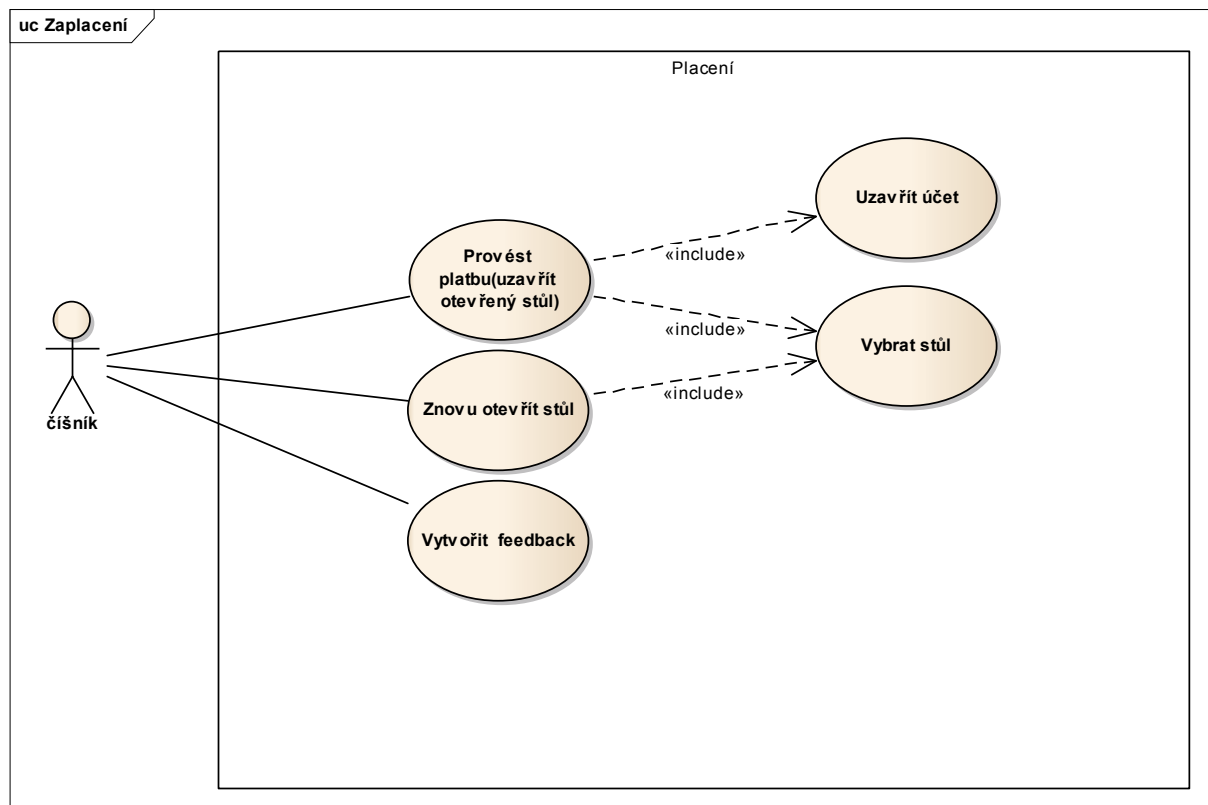 uc Zaplacení
Placení
Uzavřít účet
Provést
platbu(uzavřít
otevřený stůl)
«include»
«include»
Vybrat stůl
«include»
Znovu otevřít stůl
číšník
Vytvořit feedback